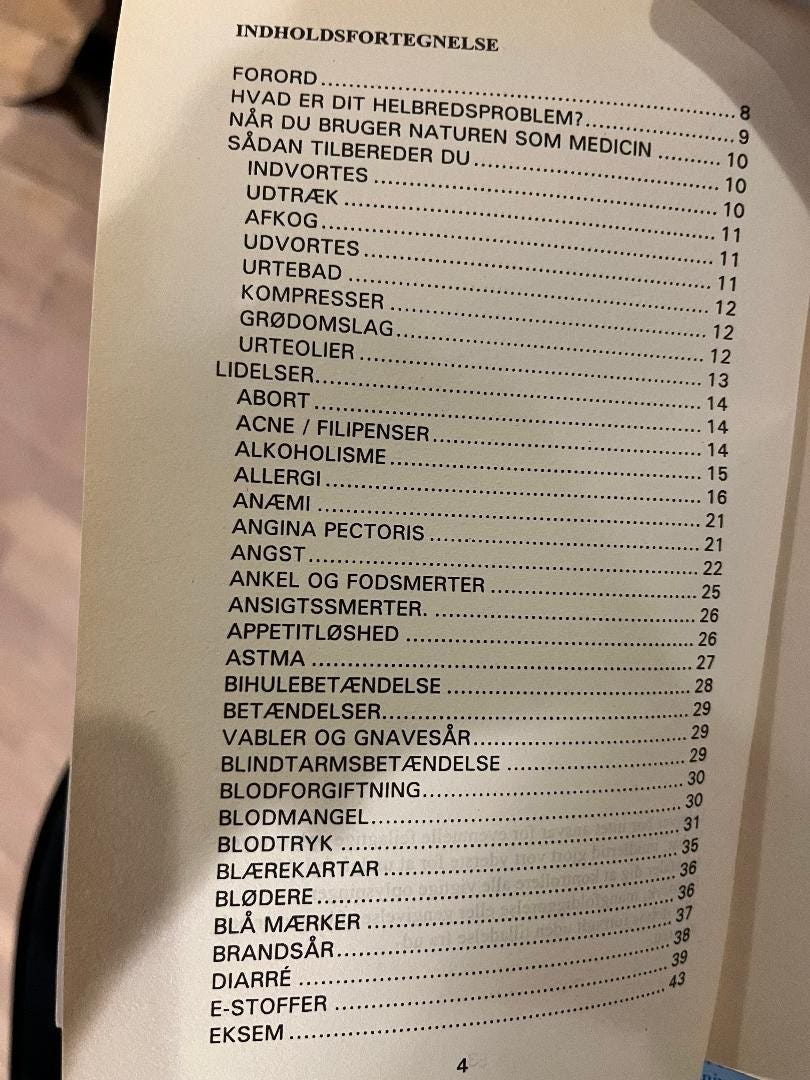 INDHOLDSFORTEGNELSE
FORORD ........ 8
HVAD ER DIT HELBREDSPROBLEM? ........ 9
NÅR DU BRUGER NATUREN SOM MEDICIN ........ 10
SÅDAN TILBEREDER DU ........ 10
INDVORTES ........ 10
UDTRÆK ........ 11
AFKOG ........ 11
UDVORTES ........ 11
URTEBAD ........ 12
KOMPRESSER ........ 12
GRØDOMSLAG ........ 12
URTEOLIER ........ 13
LIDELSER ........ 14
ABORT ........ 14
ACNE / FILIPENSER ........ 14
ALKOHOLISME ........ 15
ALLERGI ........ 16
ANÆMI ........ 21
ANGINA PECTORIS ........ 21
ANGST ........ 22
ANKEL OG FODSMERTER ........ 25
ANSIGTSSMERTER. ........ 26
APPETITLØSHED ........ 26
ASTMA ........ 27
BIHULEBETÆNDELSE ........ 28
BETÆNDELSER ........ 29
VABLER OG GNAVESÅR ........ 29
BLINDTARMSBETÆNDELSE ........ 29
BLODFORGIFTNING ........ 30
BLODMANGEL ........ 30
BLODTRYK ........ 31
BLÆREKARTAR ........ 35
BLØDERE ........ 36
BLÅ MÆRKER ........ 36
BRANDSÅR ........ 37
DIARRÉ ........ 38
E-STOFFER ........ 39
EKSEM ........ 43
4